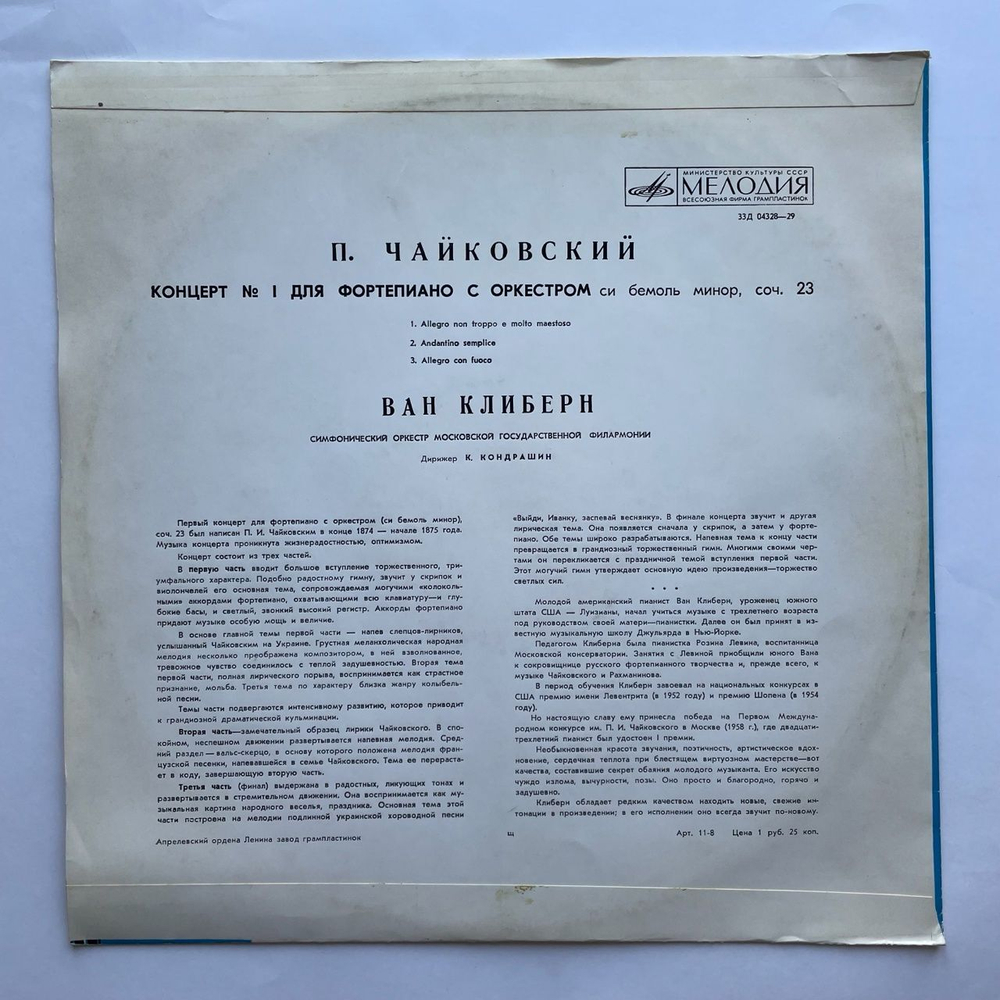 МИНИСТЕРСТВО КУЛЬТУРЫ СССР
МЕЛОДИЯ
ВСЕСОЮЗНАЯ ФИРМА ГРАМПЛАСТИНОК
33Д 04328—29
П. ЧАЙКОВСКИЙ
КОНЦЕРТ № I ДЛЯ ФОРТЕПИАНО С ОРКЕСТРОМ си бемоль минор, соч. 23
1. Allegro non troppo e molto maestoso
2. Andantino semplice
3. Allegro con fuoco
ВАН КЛИБЕРН
СИМФОНИЧЕСКИЙ ОРКЕСТР МОСКОВСКОЙ ГОСУДАРСТВЕННОЙ ФИЛАРМОНИИ
Дирижер К. КОНДРАШИН
Первый концерт для фортепиано с оркестром (си бемоль минор),
соч. 23 был написан П. И. Чайковским в конце 1874 — начале 1875 года.
Музыка концерта проникнута жизнерадостностью, оптимизмом.
Концерт состоит из трех частей.
В первую часть вводит большое вступление торжественного, три-
умфального характера. Подобно радостному гимну, звучит у скрипок и
виолончелей его основная тема, сопровождаемая могучими «колоколь-
ными» аккордами фортепиано, охватывающими всю клавиатуру—и глу-
бокие басы, и светлый, звонкий высокий регистр. Аккорды фортепиано
придают музыке особую мощь и величие.
В основе главной темы первой части — напев слепцов-лирников,
услышанный Чайковским на Украине. Грустная меланхолическая народная
мелодия несколько преображена композитором, в ней взволнованное,
тревожное чувство соединилось с теплой задушевностью. Вторая тема
первой части, полная лирического порыва, воспринимается как страстное
признание, мольба. Третья тема по характеру близка жанру колыбель-
ной песни.
Темы части подвергаются интенсивному развитию, которое приводит
к грандиозной драматической кульминации.
Вторая часть—замечательный образец лирики Чайковского. В спо-
койном, неспешном движении развертывается напевная мелодия. Сред-
ний раздел—вальс-скерцо, в основу которого положена мелодия фран-
цузской песенки, напевавшейся в семье Чайковского. Тема ее перераста-
ет в коду, завершающую вторую часть.
Третья часть (финал) выдержана в радостных, ликующих тонах и
развертывается в стремительном движении. Она воспринимается как му-
зыкальная картина народного веселья, праздника. Основная тема этой
части построена на мелодии подлинной украинской хороводной песни
Апрелевский ордена Ленина завод грампластинок
«Выйди, Иванку, заспевай веснянку». В финале концерта звучит и другая
лирическая тема. Она появляется сначала у скрипок, а затем у форте-
пиано. Обе темы широко разрабатываются. Напевная тема к концу части
превращается в грандиозный торжественный гимн. Многими своими чер-
тами он перекликается с праздничной темой вступления первой части.
Этот могучий гимн утверждает основную идею произведения—торжество
светлых сил.
* * *
Молодой американский пианист Ван Клиберн, уроженец южного
штата США — Луизианы, начал учиться музыке с трехлетнего возраста
под руководством своей матери—пианистки. Далее он был принят в из-
вестную музыкальную школу Джульярда в Нью-Йорке.
Педагогом Клиберна была пианистка Розина Левина, воспитанница
Московской консерватории. Занятия с Левиной приобщили юного Вана
к сокровищнице русского фортепианного творчества и, прежде всего, к
музыке Чайковского и Рахманинова.
В период обучения Клиберн завоевал на национальных конкурсах в
США премию имени Левентрита (в 1952 году) и премию Шопена (в 1954
году).
Но настоящую славу ему принесла победа на Первом Междуна-
родном конкурсе им. П. И. Чайковского в Москве (1958 г.), где двадцати-
трехлетний пианист был удостоен I премии.
Необыкновенная красота звучания, поэтичность, артистическое вдох-
новение, сердечная теплота при блестящем виртуозном мастерстве—вот
качества, составившие секрет обаяния молодого музыканта. Его искусство
чуждо излома, вычурности, позы. Оно просто и благородно, горячо и
задушевно.
Клиберн обладает редким качеством находить новые, свежие ин-
тонации в произведении; в его исполнении оно всегда звучит по-новому.
щ Арт. 11-8 Цена 1 руб. 25 коп.